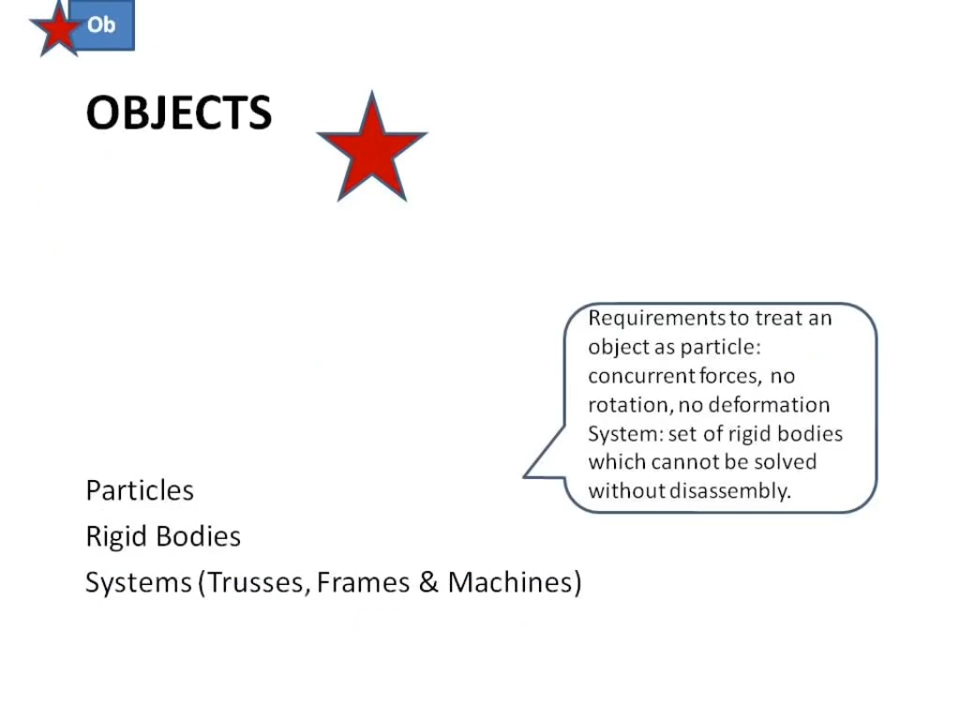 Ob
OBJECTS
Requirements to treat an
object as particle:
concurrent forces, no
rotation, no deformation
System: set of rigid bodies
which cannot be solved
without disassembly.
Particles
Rigid Bodies
Systems (Trusses, Frames & Machines)